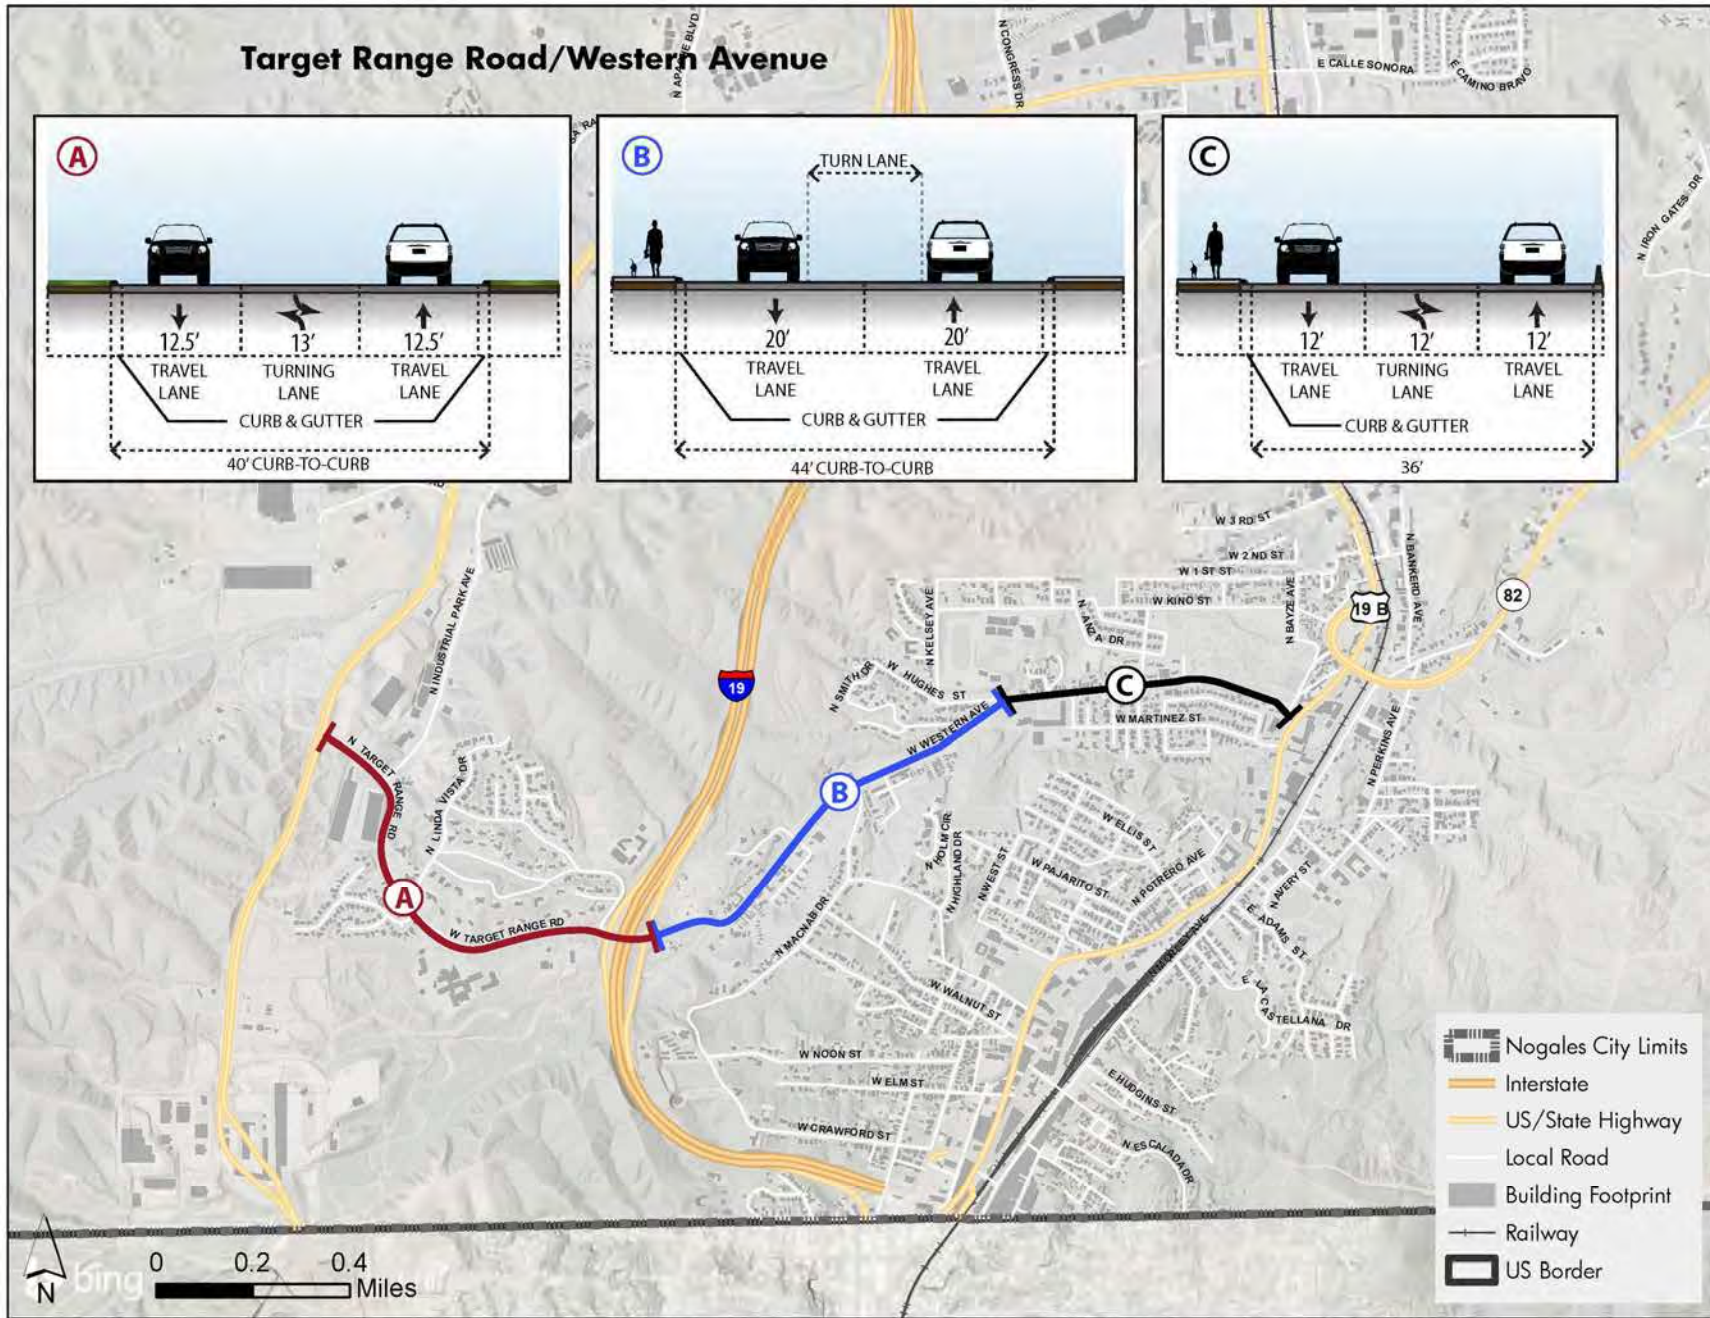 Target Range Road/Western Avenue
N APACHE BLVD
N CONGRESS DR
E CALLE SONORA
E CAMINO BRAVO
N IRON GATES DR
A
12.5'
13'
12.5'
TRAVEL LANE
TURNING LANE
TRAVEL LANE
CURB & GUTTER
40' CURB-TO-CURB
B
TURN LANE
20'
20'
TRAVEL LANE
TRAVEL LANE
CURB & GUTTER
44' CURB-TO-CURB
C
12'
12'
12'
TRAVEL LANE
TURNING LANE
TRAVEL LANE
CURB & GUTTER
36'
W 3 RD ST
W 2 ND ST
W 1 ST ST
W KINO ST
N BANKERD AVE
N BAYZE AVE
19 B
82
N KELSEY AVE
N ANZA DR
N INDUSTRIAL PARK AVE
19
N SMITH DR
W HUGHES ST
C
W MARTINEZ ST
W WESTERN AVE
N PERKINS AVE
N TARGET RANGE RD
N LINDA VISTA DR
B
N HOLM CIR
N HIGHLAND DR
N WEST ST
W ELLIS ST
W PAJARITO ST
N POTRERO AVE
N AVERY ST
E ADAMS ST
A
W TARGET RANGE RD
N MACNAB DR
W WALNUT ST
E LA CASTELLANA DR
W NOON ST
W ELM ST
W CRAWFORD ST
E HUDGINS ST
N ESCALADA DR
Nogales City Limits
Interstate
US/State Highway
Local Road
Building Footprint
Railway
US Border
N
bing
0 0.2 0.4
Miles